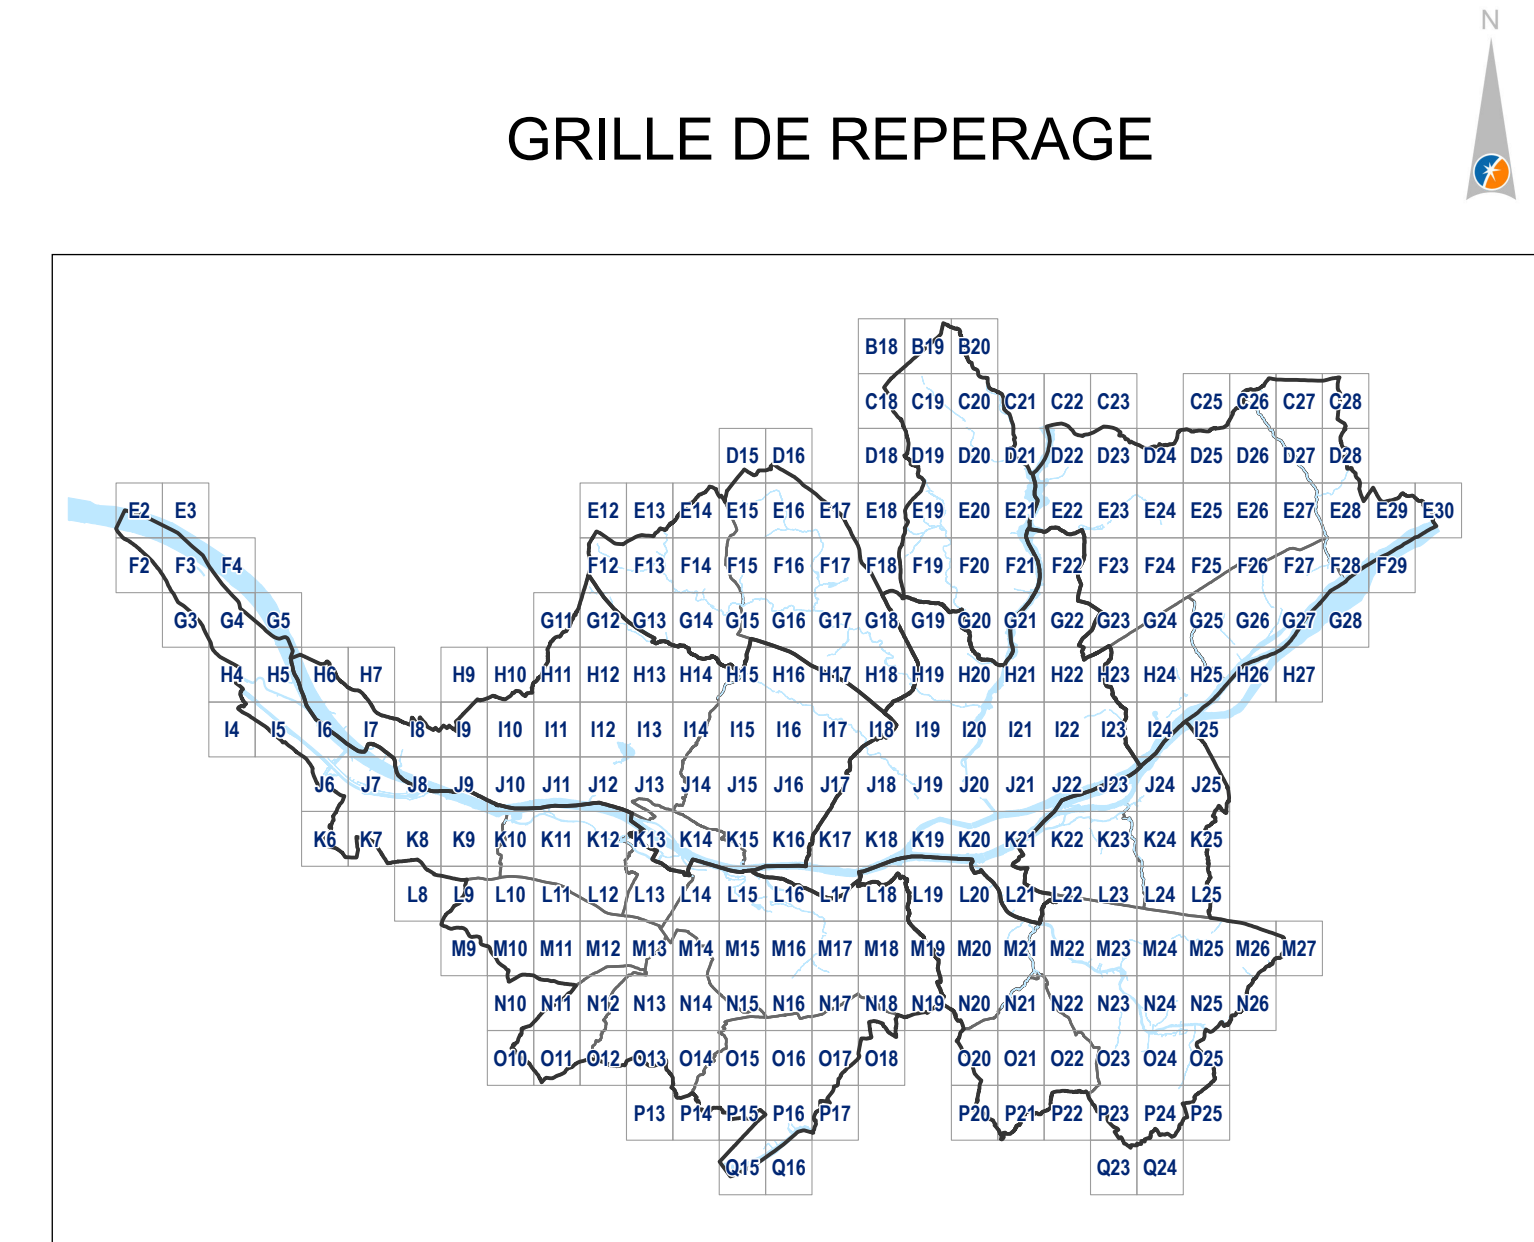 N
GRILLE DE REPERAGE
B18 B19 B20
C18 C19 C20 C21 C22 C23 C25 C26 C27 C28
D15 D16 D18 D19 D20 D21 D22 D23 D24 D25 D26 D27 D28
E2 E3 E12 E13 E14 E15 E16 E17 E18 E19 E20 E21 E22 E23 E24 E25 E26 E27 E28 E29 E30
F2 F3 F4 F12 F13 F14 F15 F16 F17 F18 F19 F20 F21 F22 F23 F24 F25 F26 F27 F28 F29
G3 G4 G5 G11 G12 G13 G14 G15 G16 G17 G18 G19 G20 G21 G22 G23 G24 G25 G26 G27 G28
H4 H5 H6 H7 H9 H10 H11 H12 H13 H14 H15 H16 H17 H18 H19 H20 H21 H22 H23 H24 H25 H26 H27
I4 I5 I6 I7 I8 I9 I10 I11 I12 I13 I14 I15 I16 I17 I18 I19 I20 I21 I22 I23 I24 I25
J6 J7 J8 J9 J10 J11 J12 J13 J14 J15 J16 J17 J18 J19 J20 J21 J22 J23 J24 J25
K6 K7 K8 K9 K10 K11 K12 K13 K14 K15 K16 K17 K18 K19 K20 K21 K22 K23 K24 K25
L8 L9 L10 L11 L12 L13 L14 L15 L16 L17 L18 L19 L20 L21 L22 L23 L24 L25
M9 M10 M11 M12 M13 M14 M15 M16 M17 M18 M19 M20 M21 M22 M23 M24 M25 M26 M27
N10 N11 N12 N13 N14 N15 N16 N17 N18 N19 N20 N21 N22 N23 N24 N25 N26
O10 O11 O12 O13 O14 O15 O16 O17 O18 O20 O21 O22 O23 O24 O25
P13 P14 P15 P16 P17 P20 P21 P22 P23 P24 P25
Q15 Q16 Q23 Q24